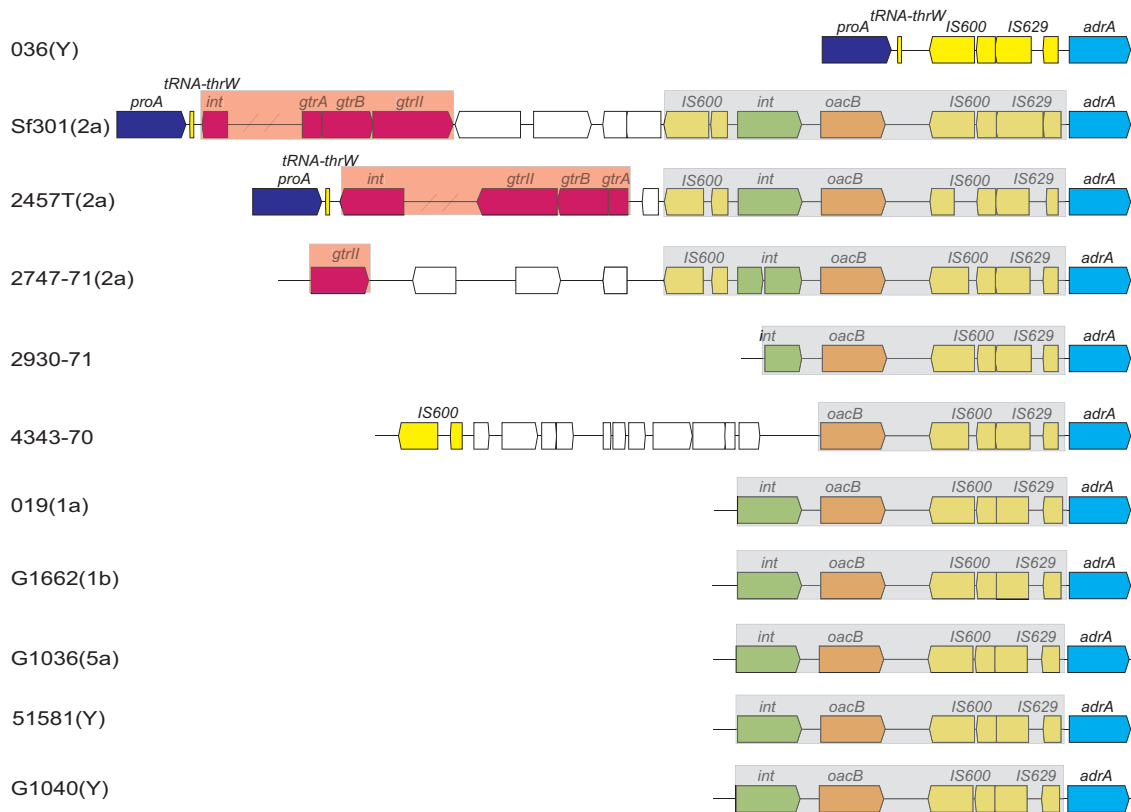 tRNA-thrW
036(Y) proA IS600 IS629 adrA
tRNA-thrW
Sf301(2a) proA int gtrA gtrB gtrII IS600 int oacB IS600 IS629 adrA
tRNA-thrW
2457T(2a) proA int gtrII gtrB gtrA IS600 int oacB IS600 IS629 adrA
2747-71(2a) gtrII IS600 int oacB IS600 IS629 adrA
2930-71 int oacB IS600 IS629 adrA
4343-70 IS600 oacB IS600 IS629 adrA
019(1a) int oacB IS600 IS629 adrA
G1662(1b) int oacB IS600 IS629 adrA
G1036(5a) int oacB IS600 IS629 adrA
51581(Y) int oacB IS600 IS629 adrA
G1040(Y) int oacB IS600 IS629 adrA